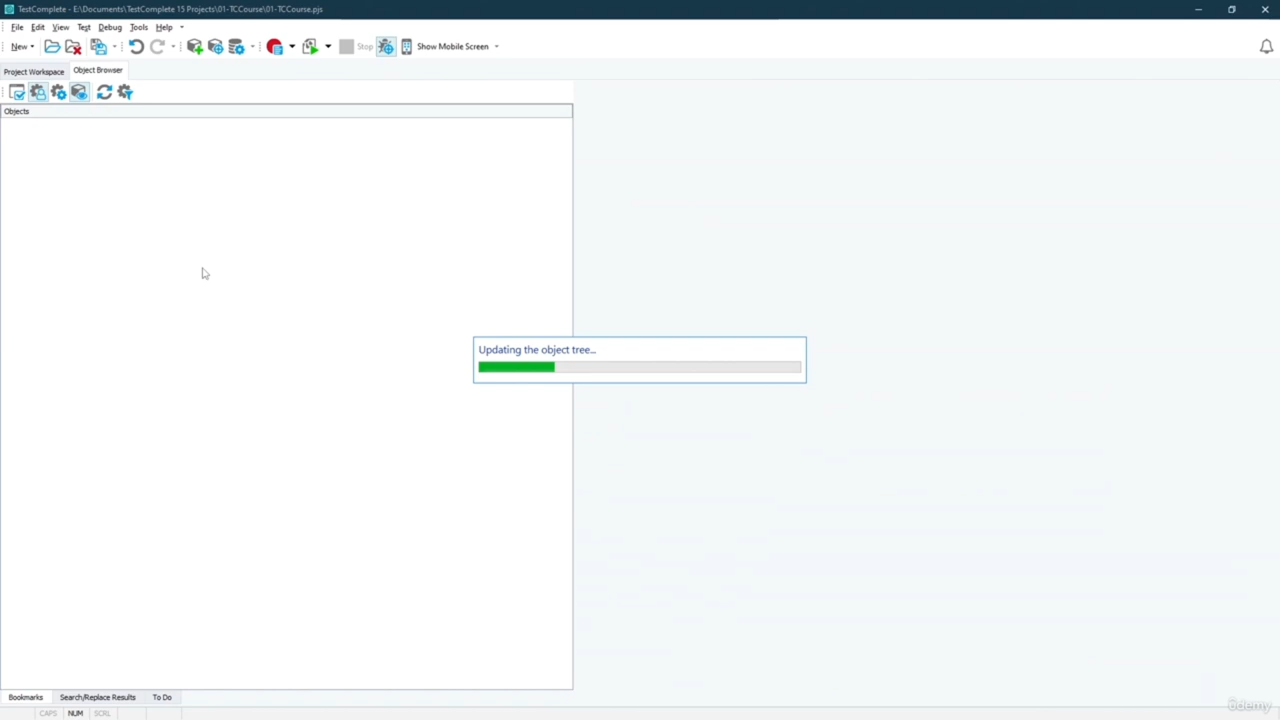 TestComplete - E:\Documents\TestComplete 15 Projects\01-TCCourse\01-TCCourse.pjs
File Edit View Test Debug Tools Help
New Stop Show Mobile Screen
Project Workspace Object Browser
Objects
Updating the object tree...
Bookmarks Search/Replace Results To Do
CAPS NUM SCRL
ûdemy